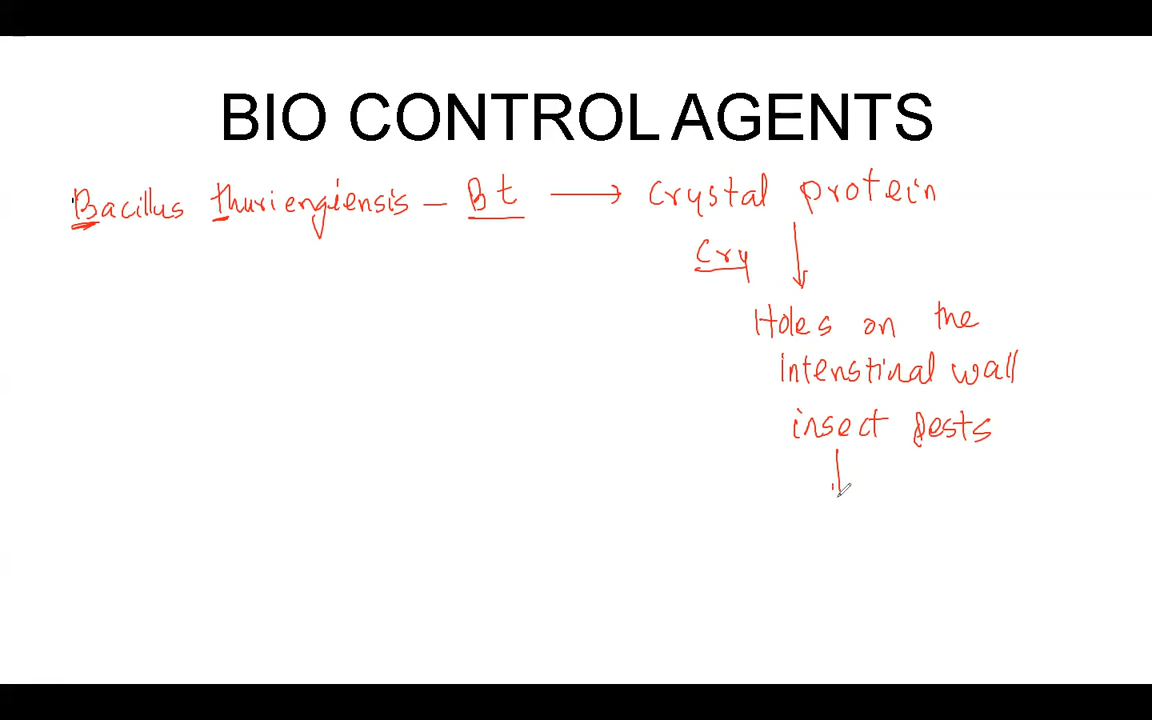 BIO CONTROL AGENTS
Bacillus thuriengiensis - Bt → Crystal protein
Cry
Holes on the
Intenstinal wall
insect pests